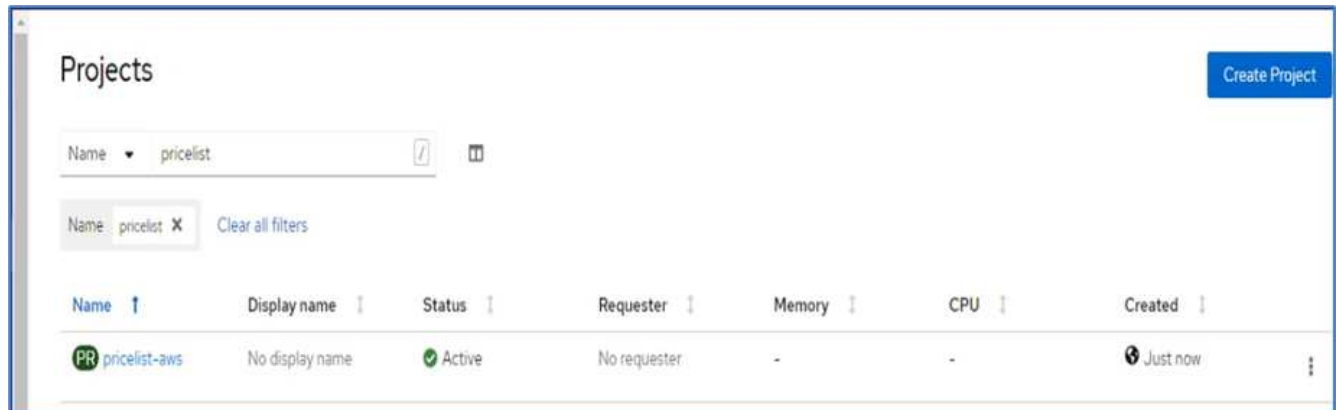 Projects
Create Project
Name pricelist /
Name pricelist X Clear all filters
Name Display name Status Requester Memory CPU Created
PR pricelist-aws No display name Active No requester - - Just now